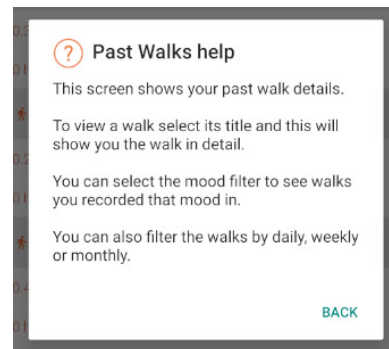 Past Walks help
This screen shows your past walk details.
To view a walk select its title and this will
show you the walk in detail.
You can select the mood filter to see walks
you recorded that mood in.
You can also filter the walks by daily, weekly
or monthly.
BACK